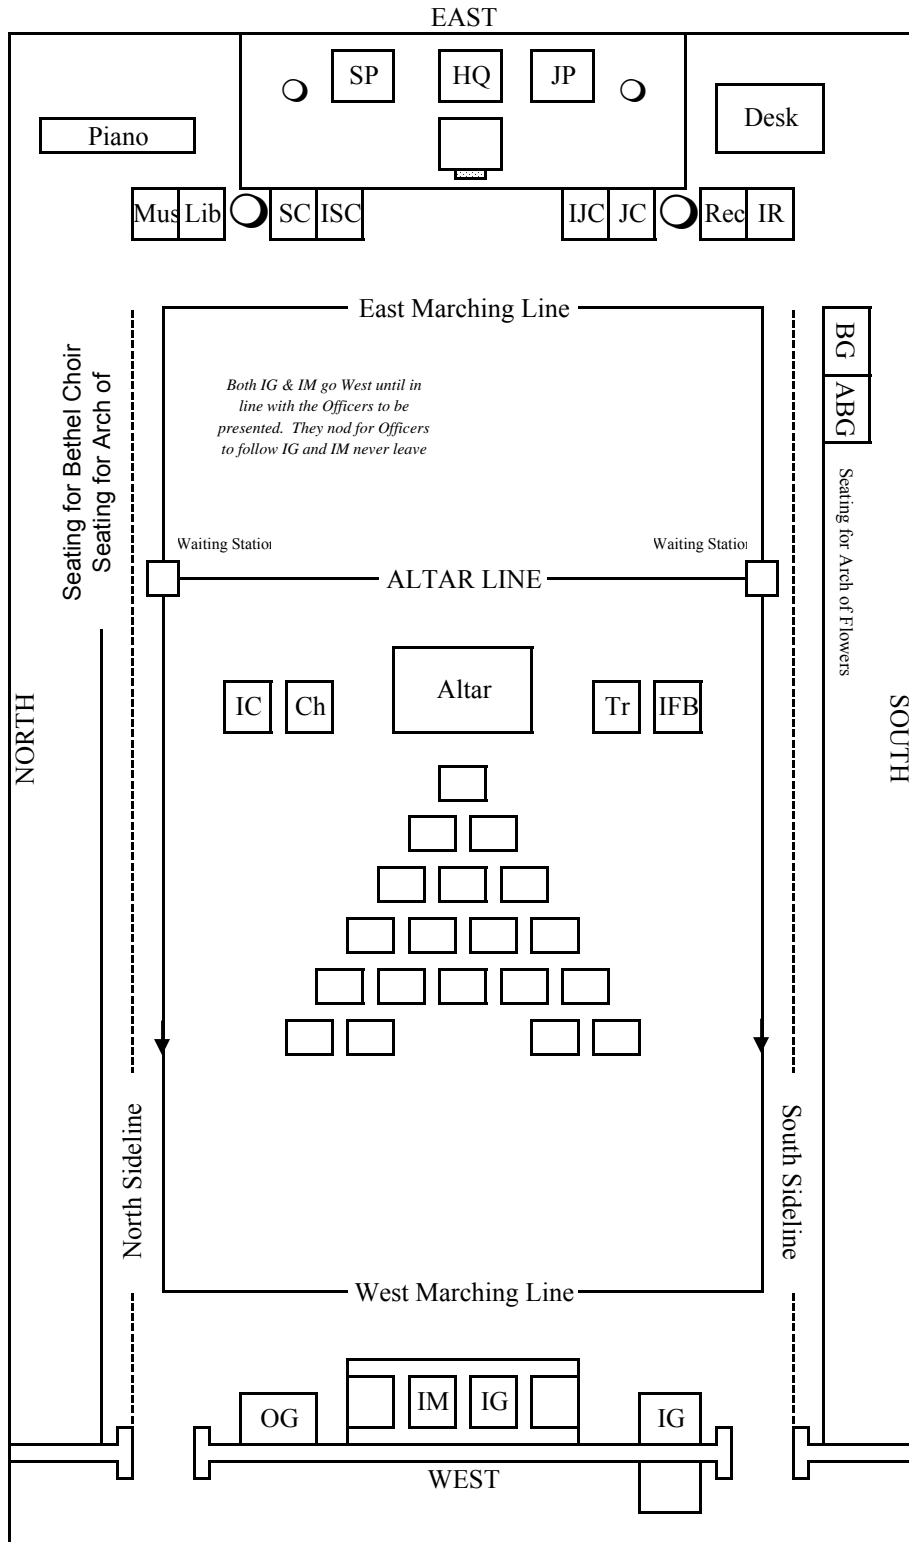 EAST
SP
HQ
JP
Piano
Desk
Mus
Lib
SC
ISC
IJC
JC
Rec
IR
East Marching Line
BG
ABG
Seating for Bethel Choir
Seating for Arch of
Both IG & IM go West until in
line with the Officers to be
presented. They nod for Officers
to follow IG and IM never leave
Seating for Arch of Flowers
Waiting Station
Waiting Station
ALTAR LINE
IC
Ch
Altar
Tr
IFB
NORTH
SOUTH
North Sideline
South Sideline
West Marching Line
OG
IM
IG
IG
WEST